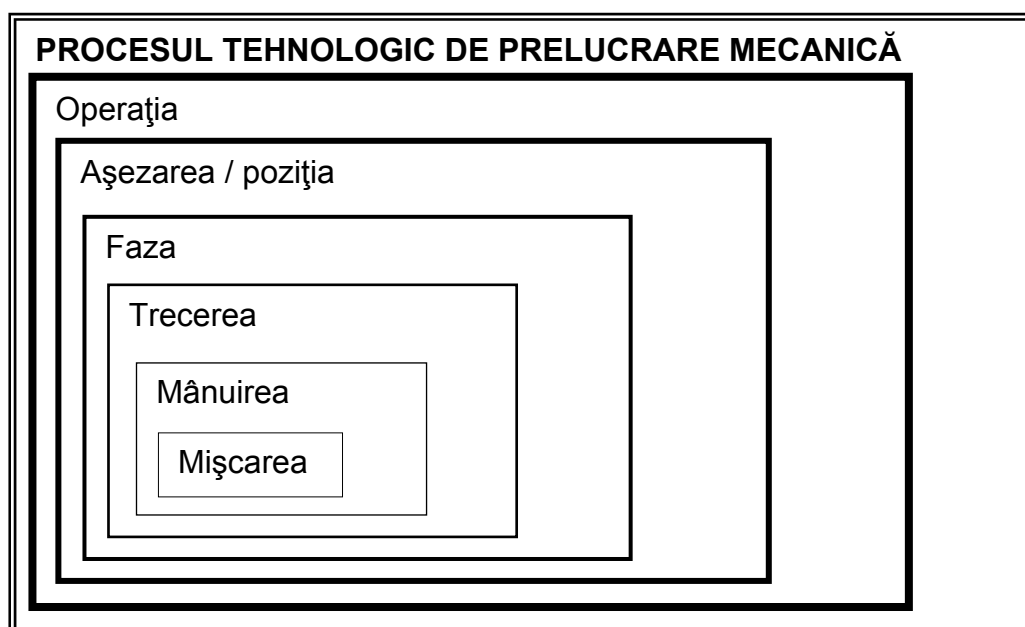 PROCESUL TEHNOLOGIC DE PRELUCRARE MECANICĂ
Operaţia
Aşezarea / poziţia
Faza
Trecerea
Mânuirea
Mişcarea